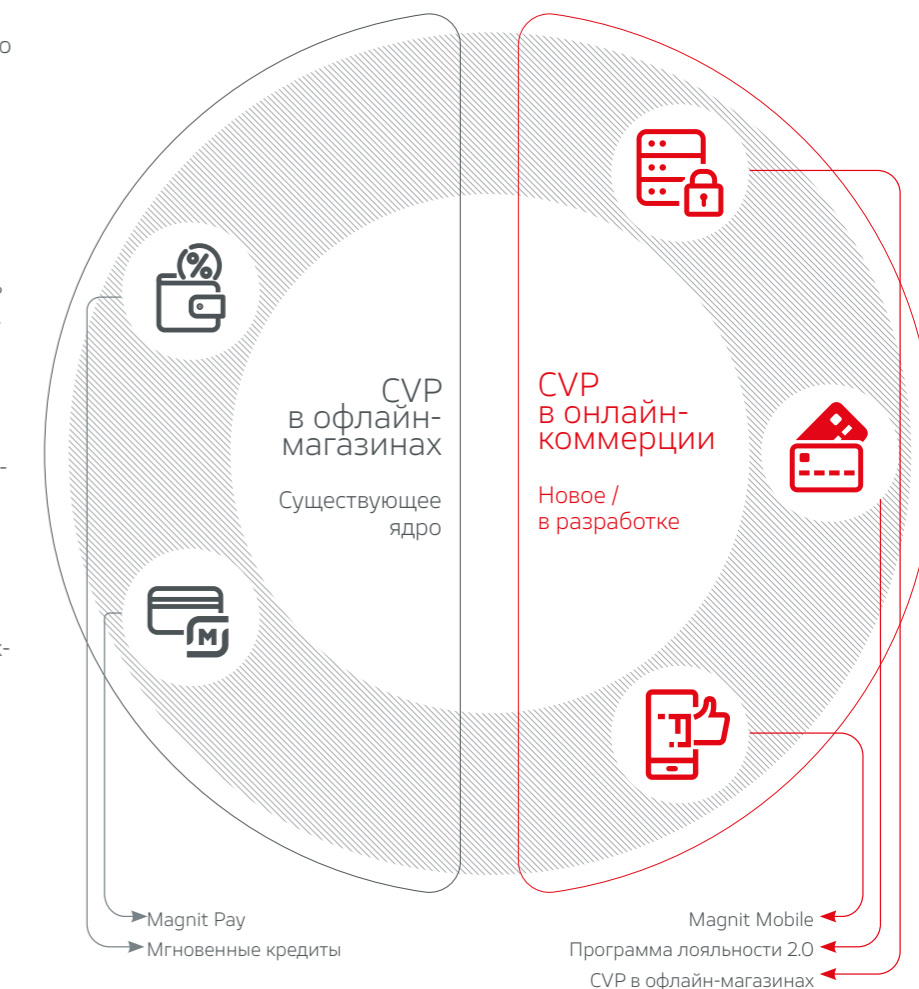 о
CVP
в офлайн-
магазинах
Существующее
ядро
CVP
в онлайн-
коммерции
Новое /
в разработке
M
Magnit Pay
Мгновенные кредиты
Magnit Mobile
Программа лояльности 2.0
CVP в офлайн-магазинах